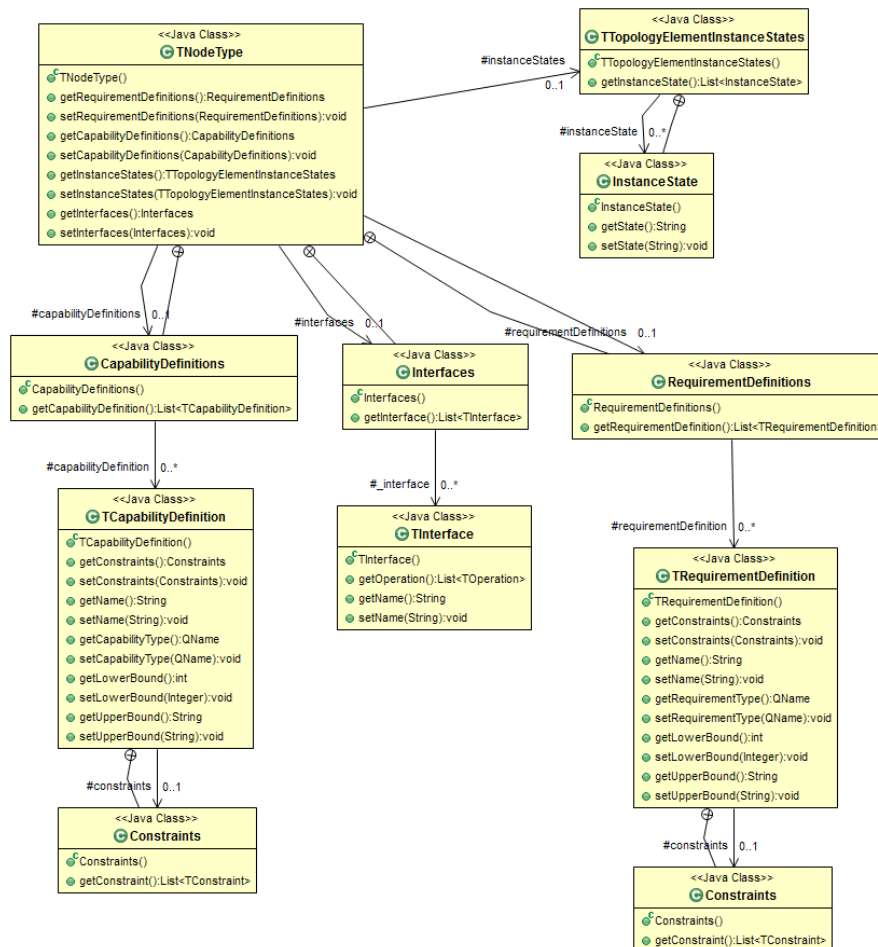 <<Java Class>>
TNodeType
TNodeType()
getRequirementDefinitions():RequirementDefinitions
setRequirementDefinitions(RequirementDefinitions):void
getCapabilityDefinitions():CapabilityDefinitions
setCapabilityDefinitions(CapabilityDefinitions):void
getInstanceStates():TTopologyElementInstanceStates
setInstanceStates(TTopologyElementInstanceStates):void
getInterfaces():Interfaces
setInterfaces(Interfaces):void
#instanceStates
0..1
<<Java Class>>
TTopologyElementInstanceStates
TTopologyElementInstanceStates()
getInstanceState():List<InstanceState>
#instanceState 0..*
<<Java Class>>
InstanceState
InstanceState()
getState():String
setState(String):void
#capabilityDefinitions 0..1
#interfaces 0..1
#requirementDefinitions 0..1
<<Java Class>>
CapabilityDefinitions
CapabilityDefinitions()
getCapabilityDefinition():List<TCapabilityDefinition>
<<Java Class>>
Interfaces
Interfaces()
getInterface():List<TInterface>
<<Java Class>>
RequirementDefinitions
RequirementDefinitions()
getRequirementDefinition():List<TRequirementDefinition>
#capabilityDefinition 0..*
#_interface 0..*
#requirementDefinition 0..*
<<Java Class>>
TCapabilityDefinition
TCapabilityDefinition()
getConstraints():Constraints
setConstraints(Constraints):void
getName():String
setName(String):void
getCapabilityType():QName
setCapabilityType(QName):void
getLowerBound():int
setLowerBound(Integer):void
getUpperBound():String
setUpperBound(String):void
<<Java Class>>
TInterface
TInterface()
getOperation():List<TOperation>
getName():String
setName(String):void
<<Java Class>>
TRequirementDefinition
TRequirementDefinition()
getConstraints():Constraints
setConstraints(Constraints):void
getName():String
setName(String):void
getRequirementType():QName
setRequirementType(QName):void
getLowerBound():int
setLowerBound(Integer):void
getUpperBound():String
setUpperBound(String):void
#constraints 0..1
<<Java Class>>
Constraints
Constraints()
getConstraint():List<TConstraint>
#constraints 0..1
<<Java Class>>
Constraints
Constraints()
getConstraint():List<TConstraint>